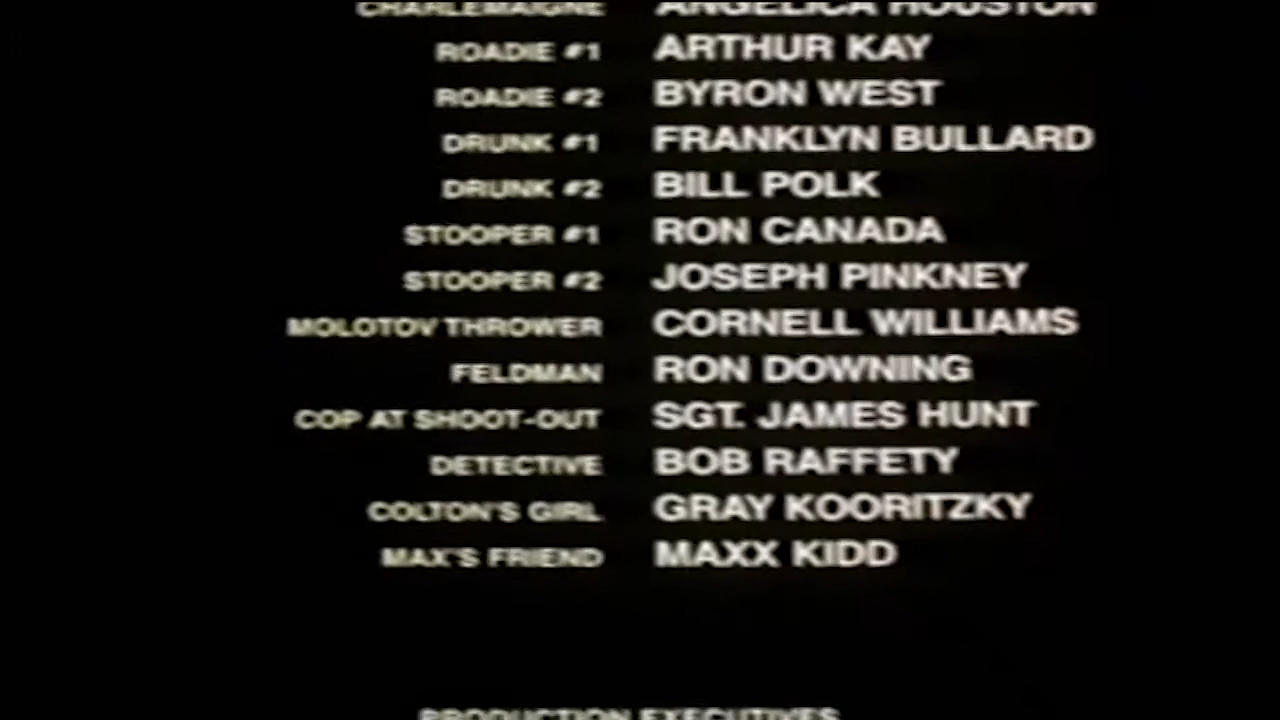 CHARLEMAIGNE ANGELICA HOUSTON
ROADIE #1 ARTHUR KAY
ROADIE #2 BYRON WEST
DRUNK #1 FRANKLYN BULLARD
DRUNK #2 BILL POLK
STOOPER #1 RON CANADA
STOOPER #2 JOSEPH PINKNEY
MOLOTOV THROWER CORNELL WILLIAMS
FELDMAN RON DOWNING
COP AT SHOOT-OUT SGT. JAMES HUNT
DETECTIVE BOB RAFFETY
COLTON'S GIRL GRAY KOORITZKY
MAX'S FRIEND MAXX KIDD
PRODUCTION EXECUTIVES